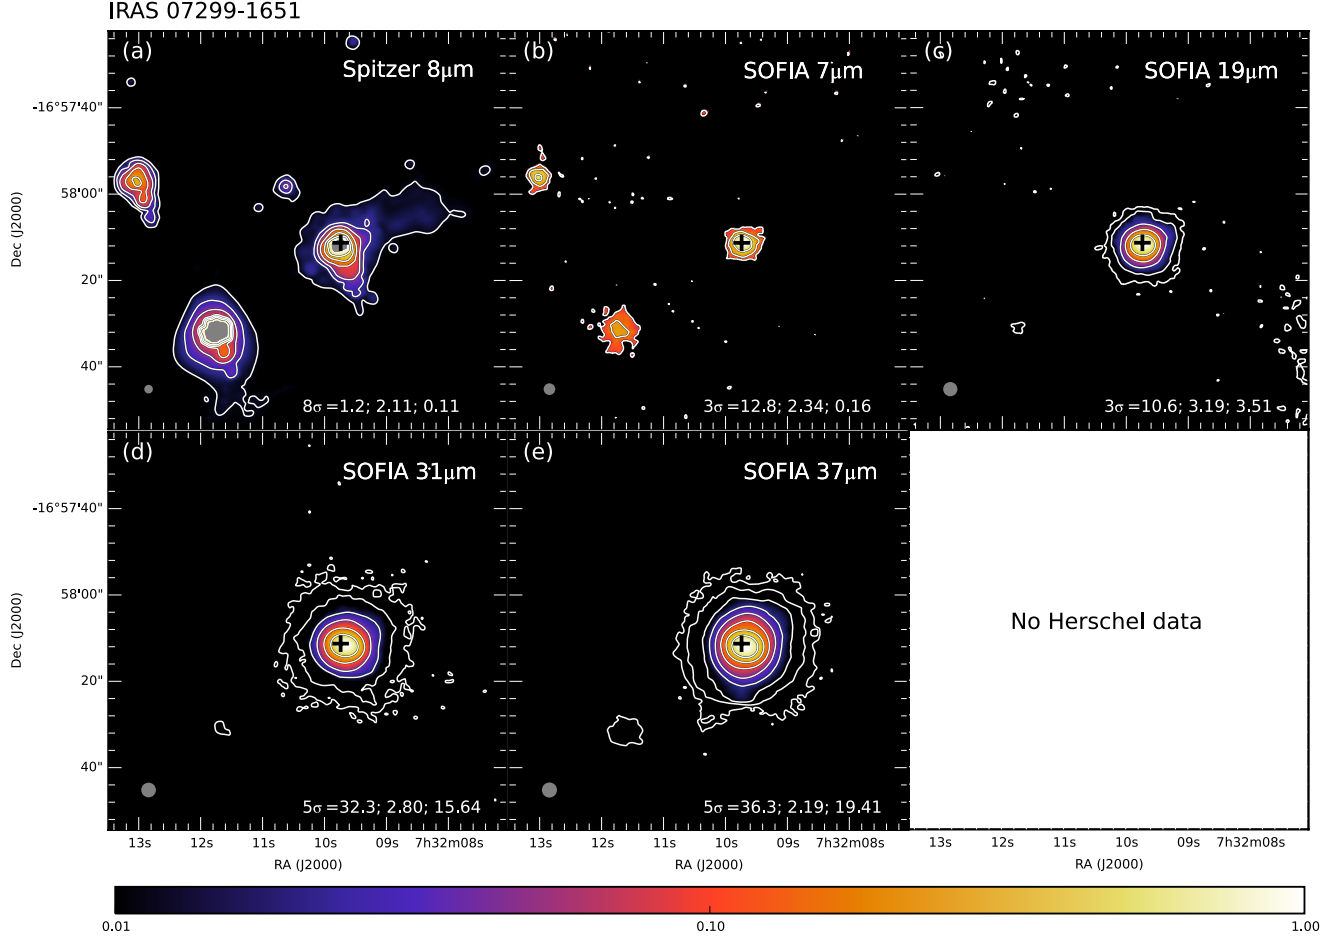 IRAS 07299-1651
(a)
Spitzer 8μm
8σ=1.2; 2.11; 0.11
(b)
SOFIA 7μm
3σ=12.8; 2.34; 0.16
(c)
SOFIA 19μm
3σ=10.6; 3.19; 3.51
Dec (J2000)
-16°57'40"
58'00"
20"
40"
(d)
SOFIA 31μm
5σ=32.3; 2.80; 15.64
(e)
SOFIA 37μm
5σ=36.3; 2.19; 19.41
No Herschel data
Dec (J2000)
-16°57'40"
58'00"
20"
40"
13s 12s 11s 10s 09s 7h32m08s
13s 12s 11s 10s 09s 7h32m08s
13s 12s 11s 10s 09s 7h32m08s
RA (J2000)
RA (J2000)
RA (J2000)
0.01 0.10 1.00